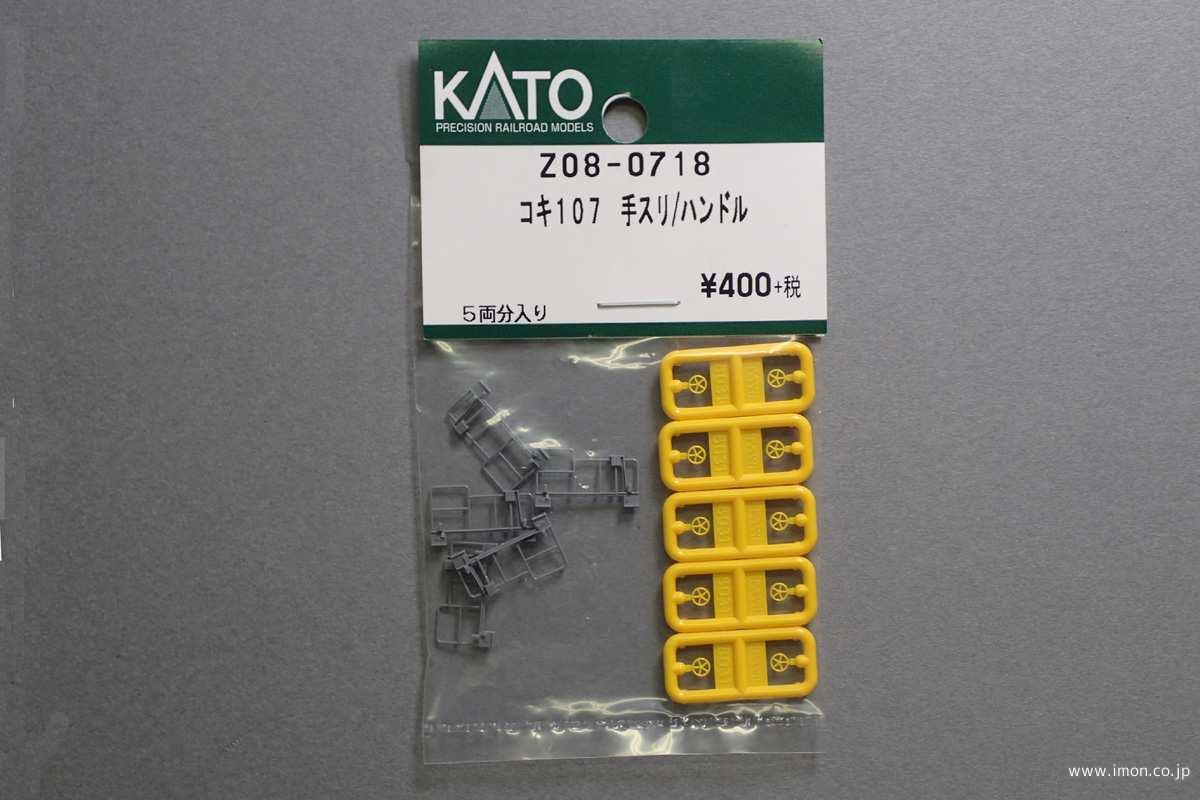 KATO
PRECISION RAILROAD MODELS
Z08-0718
コキ107 手スリ/ハンドル
¥400+税
5両分入り
www.imon.co.jp